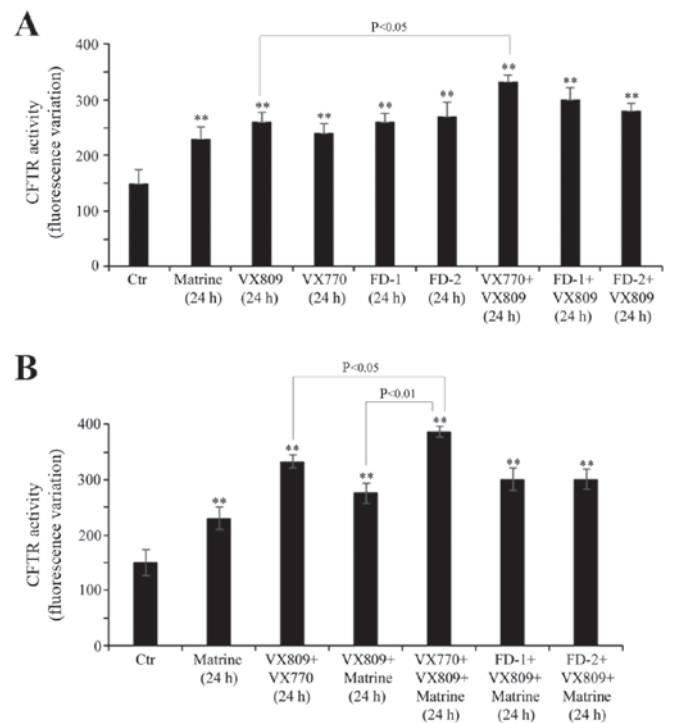 A
P<0.05
400
300
200
100
0
CFTR activity
(fluorescence variation)
**
**
**
**
**
**
**
**
Ctr
Matrine
(24 h)
VX809
(24 h)
VX770
(24 h)
FD-1
(24 h)
FD-2
(24 h)
VX770+
VX809
(24 h)
FD-1+
VX809
(24 h)
FD-2+
VX809
(24 h)
B
P<0.05
P<0.01
400
300
200
100
0
CFTR activity
(fluorescence variation)
**
**
**
**
**
**
Ctr
Matrine
(24 h)
VX809+
VX770
(24 h)
VX809+
Matrine
(24 h)
VX770+
VX809+
Matrine
(24 h)
FD-1+
VX809+
Matrine
(24 h)
FD-2+
VX809+
Matrine
(24 h)